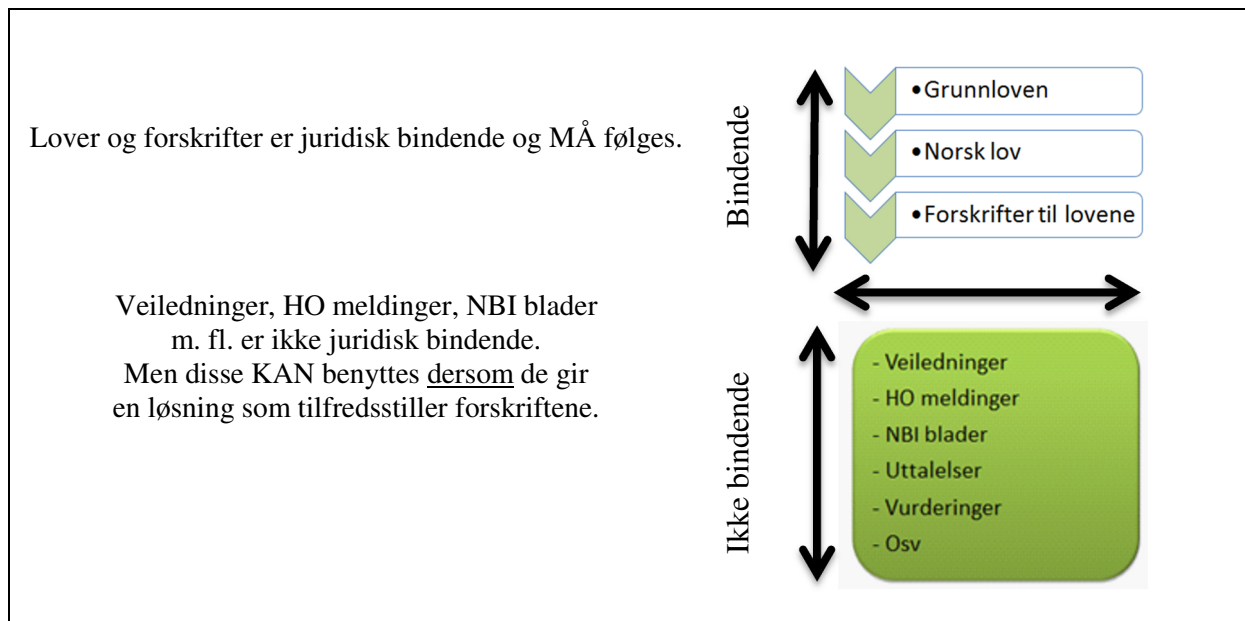 Lover og forskrifter er juridisk bindende og MÅ følges.
Veiledninger, HO meldinger, NBI blader
m. fl. er ikke juridisk bindende.
Men disse KAN benyttes dersom de gir
en løsning som tilfredsstiller forskriftene.
Bindende
•Grunnloven
•Norsk lov
•Forskrifter til lovene
Ikke bindende
- Veiledninger
- HO meldinger
- NBI blader
- Uttalelser
- Vurderinger
- Osv